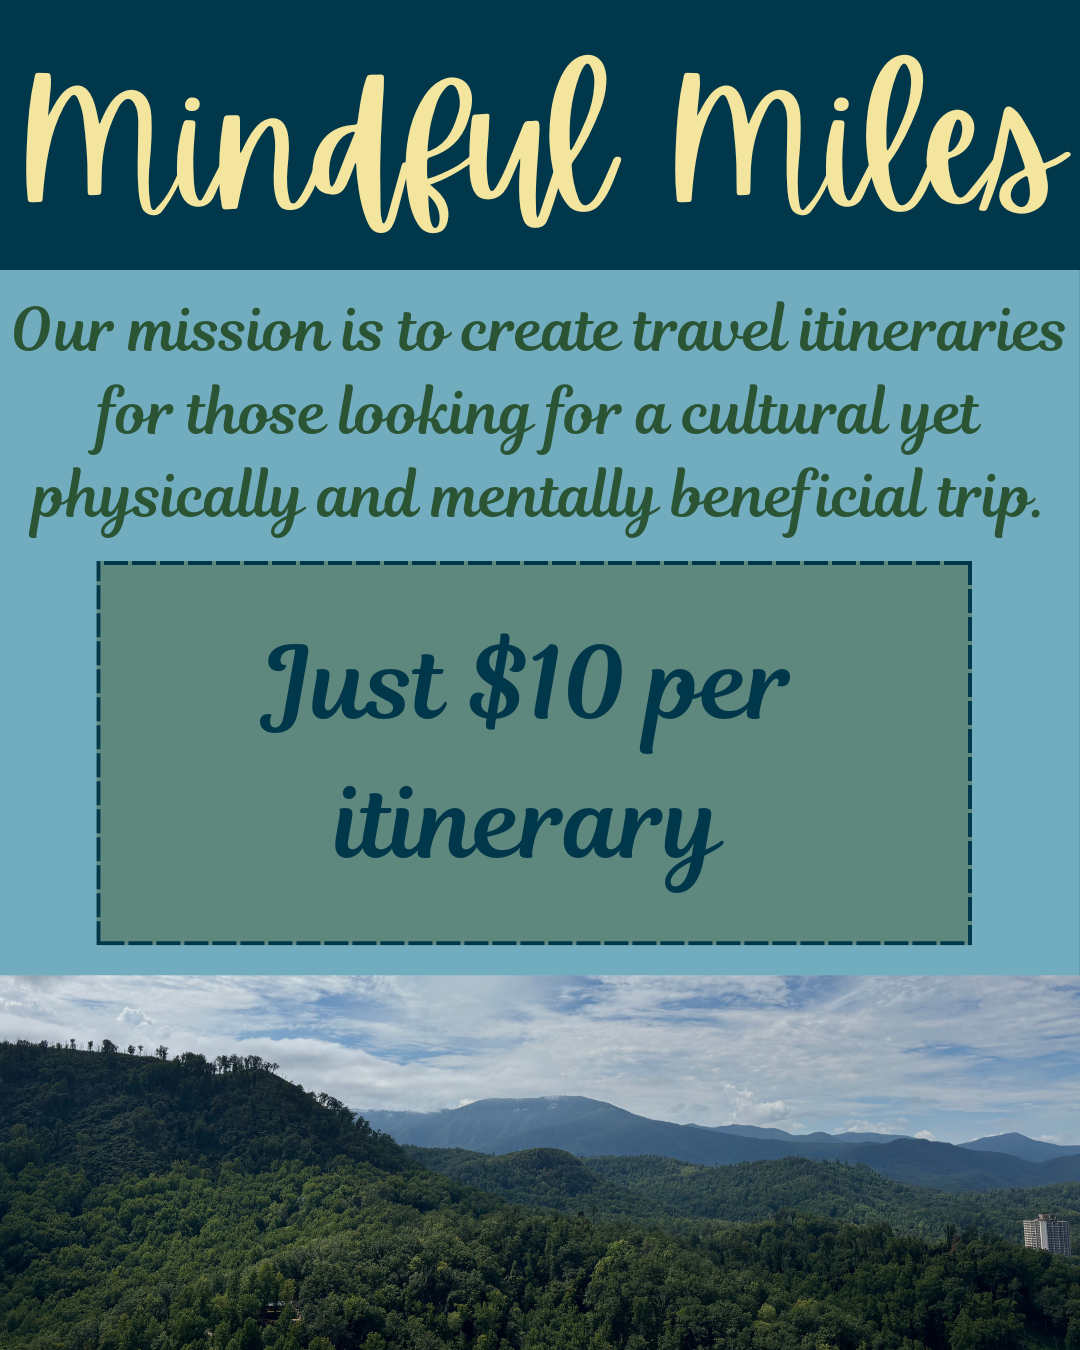 Mindful Miles
Our mission is to create travel itineraries
for those looking for a cultural yet
physically and mentally beneficial trip.
Just $10 per
itinerary